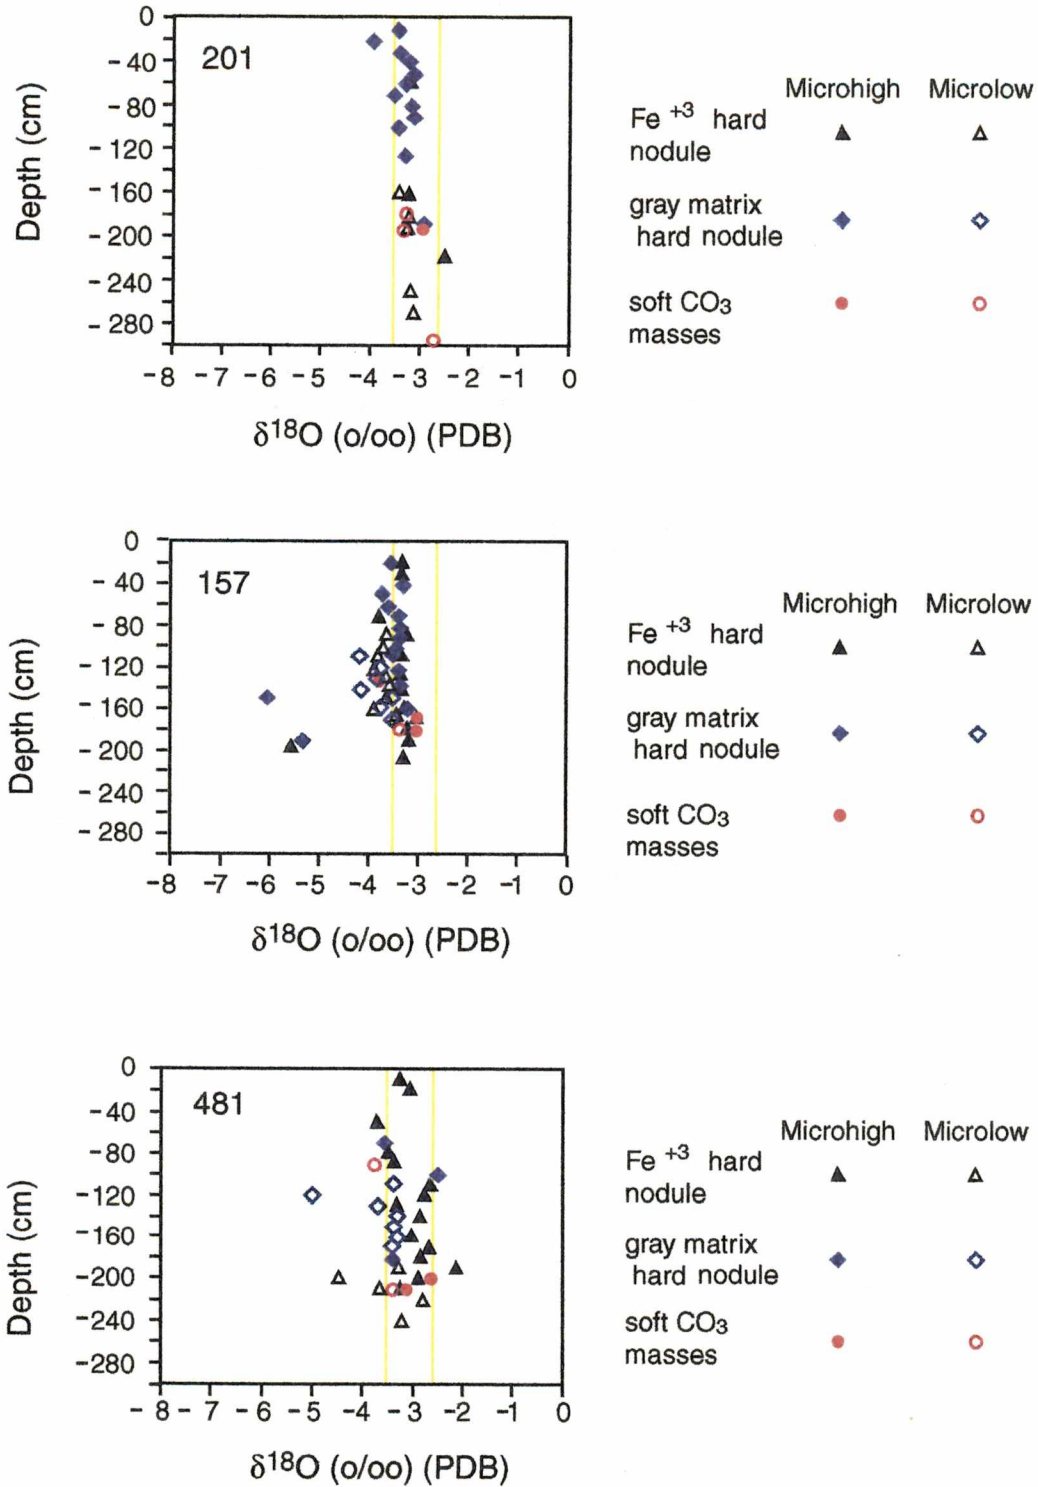 201
0
- 40
- 80
- 120
- 160
- 200
- 240
- 280
Depth (cm)
-8 -7 -6 -5 -4 -3 -2 -1 0
δ18O (o/oo) (PDB)
Microhigh Microlow
Fe +3 hard
nodule
gray matrix
hard nodule
soft CO3
masses
157
0
- 40
- 80
- 120
- 160
- 200
- 240
- 280
Depth (cm)
-8 -7 -6 -5 -4 -3 -2 -1 0
δ18O (o/oo) (PDB)
Microhigh Microlow
Fe +3 hard
nodule
gray matrix
hard nodule
soft CO3
masses
481
0
-40
-80
-120
-160
-200
-240
-280
Depth (cm)
- 8 - 7 - 6 -5 -4 -3 -2 -1 0
δ18O (o/oo) (PDB)
Microhigh Microlow
Fe +3 hard
nodule
gray matrix
hard nodule
soft CO3
masses